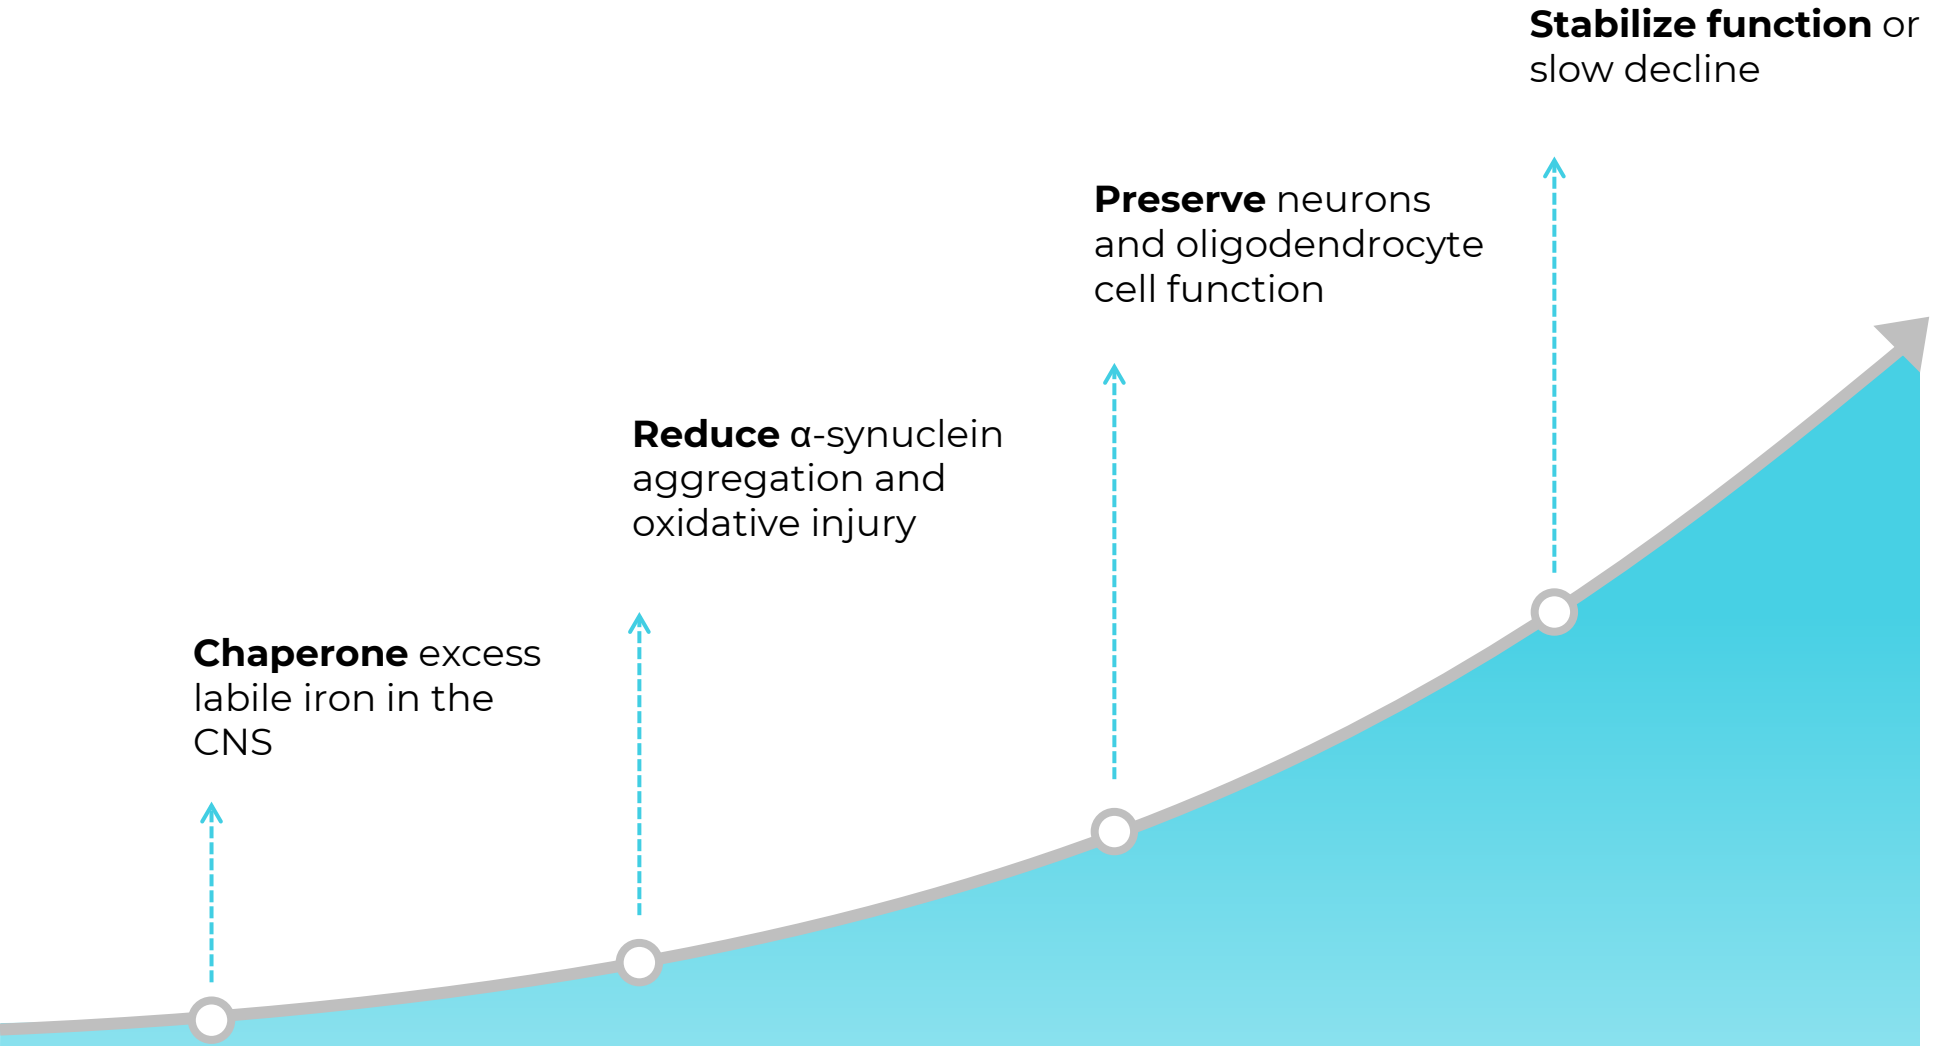 Stabilize function or
slow decline
Preserve neurons
and oligodendrocyte
cell function
Reduce α-synuclein
aggregation and
oxidative injury
Chaperone excess
labile iron in the
CNS